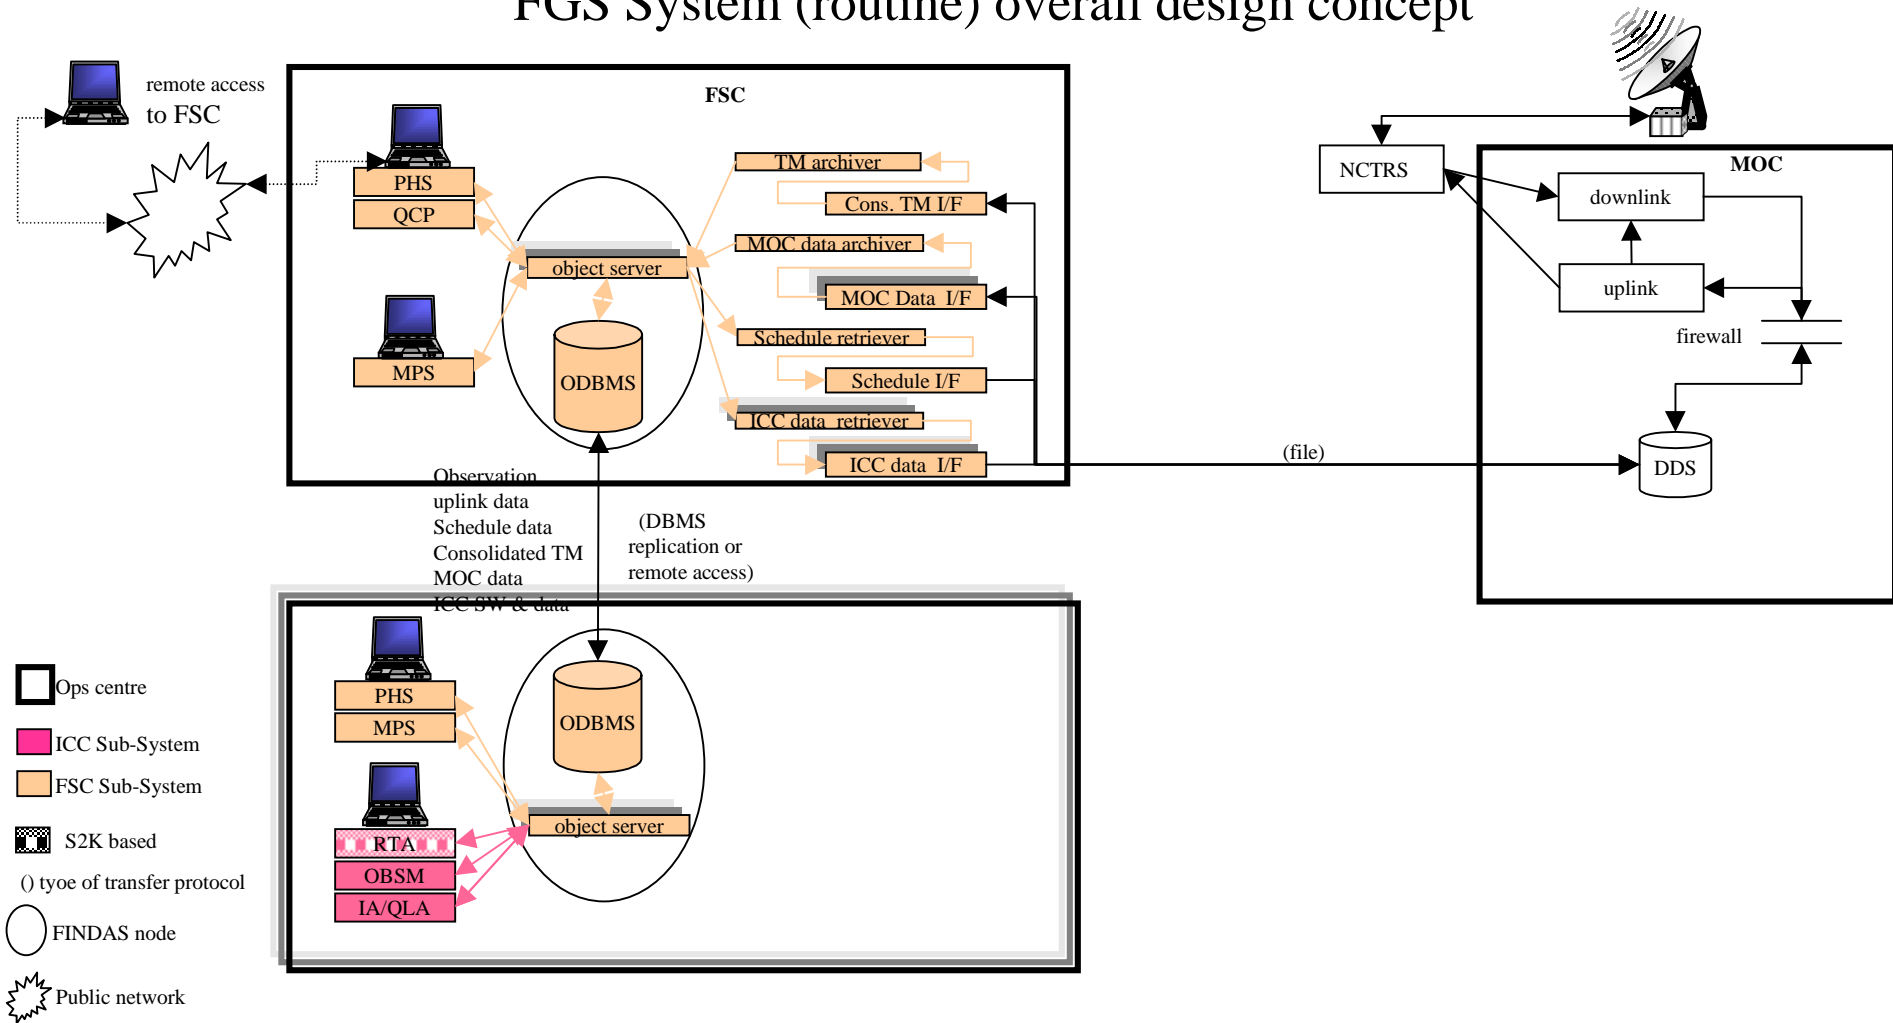 FGS System (routine) overall design concept
remote access
to FSC
FSC
PHS
QCP
MPS
object server
ODBMS
TM archiver
Cons. TM I/F
MOC data archiver
MOC Data I/F
Schedule retriever
Schedule I/F
ICC data retriever
ICC data I/F
NCTRS
MOC
downlink
uplink
firewall
DDS
(file)
Observation
uplink data
Schedule data
Consolidated TM
MOC data
ICC SW & data
(DBMS
replication or
remote access)
PHS
MPS
ODBMS
object server
RTA
OBSM
IA/QLA
Ops centre
ICC Sub-System
FSC Sub-System
S2K based
() tyoe of transfer protocol
FINDAS node
Public network